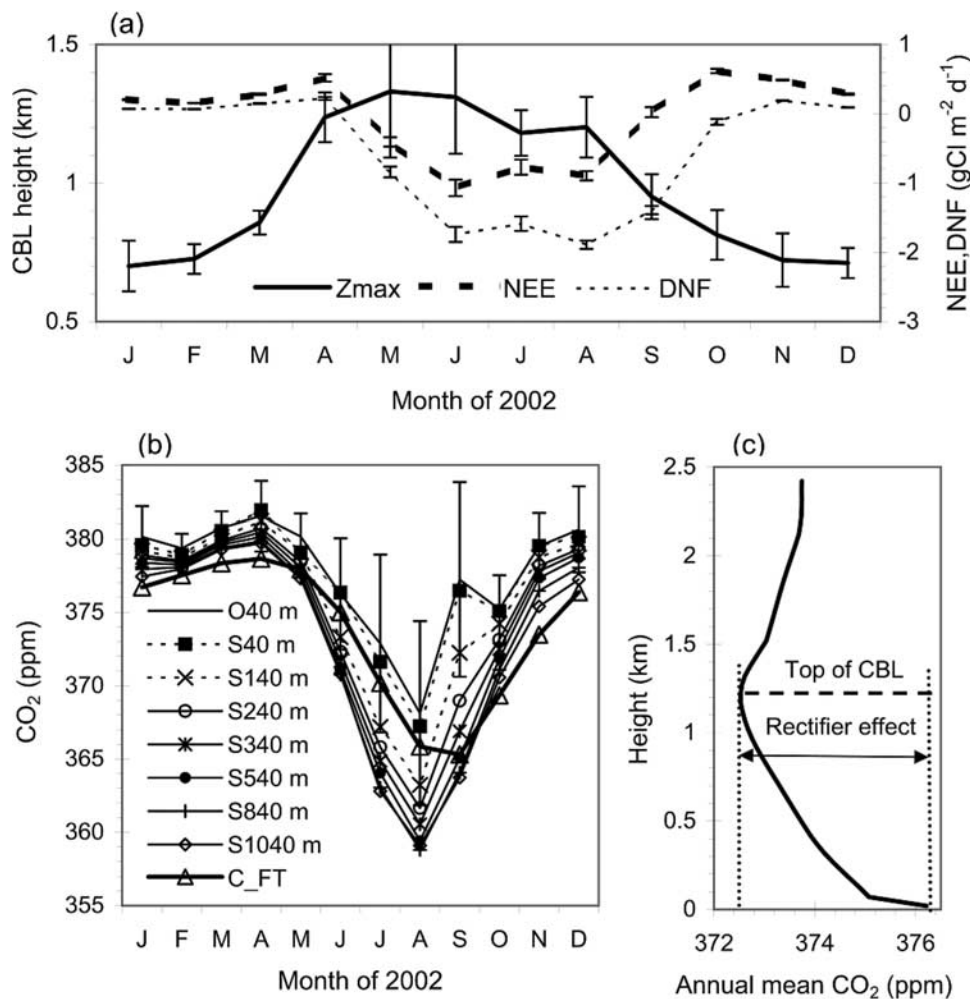 (a)
1.5
1
0.5
CBL height (km)
1
0
-1
-2
-3
NEE,DNF (gCl m⁻² d⁻¹)
Zmax NEE DNF
J F M A M J J A S O N D
Month of 2002
(b)
385
380
375
370
365
360
355
CO₂ (ppm)
O40 m
S40 m
S140 m
S240 m
S340 m
S540 m
S840 m
S1040 m
C_FT
J F M A M J J A S O N D
Month of 2002
(c)
2.5
2
1.5
1
0.5
0
Height (km)
Top of CBL
Rectifier effect
372 374 376
Annual mean CO₂ (ppm)